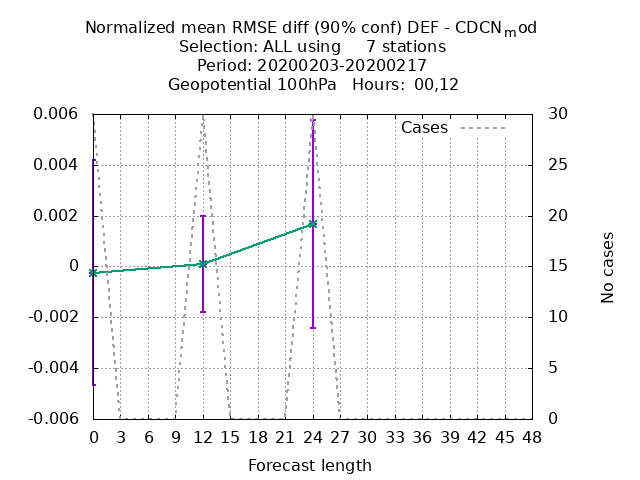 Normalized mean RMSE diff (90% conf) DEF - CDCNmod
Selection: ALL using 7 stations
Period: 20200203-20200217
Geopotential 100hPa Hours: 00,12
Cases
0.006
0.004
0.002
0
-0.002
-0.004
-0.006
30
25
20
15
10
5
0
No cases
0 3 6 9 12 15 18 21 24 27 30 33 36 39 42 45 48
Forecast length